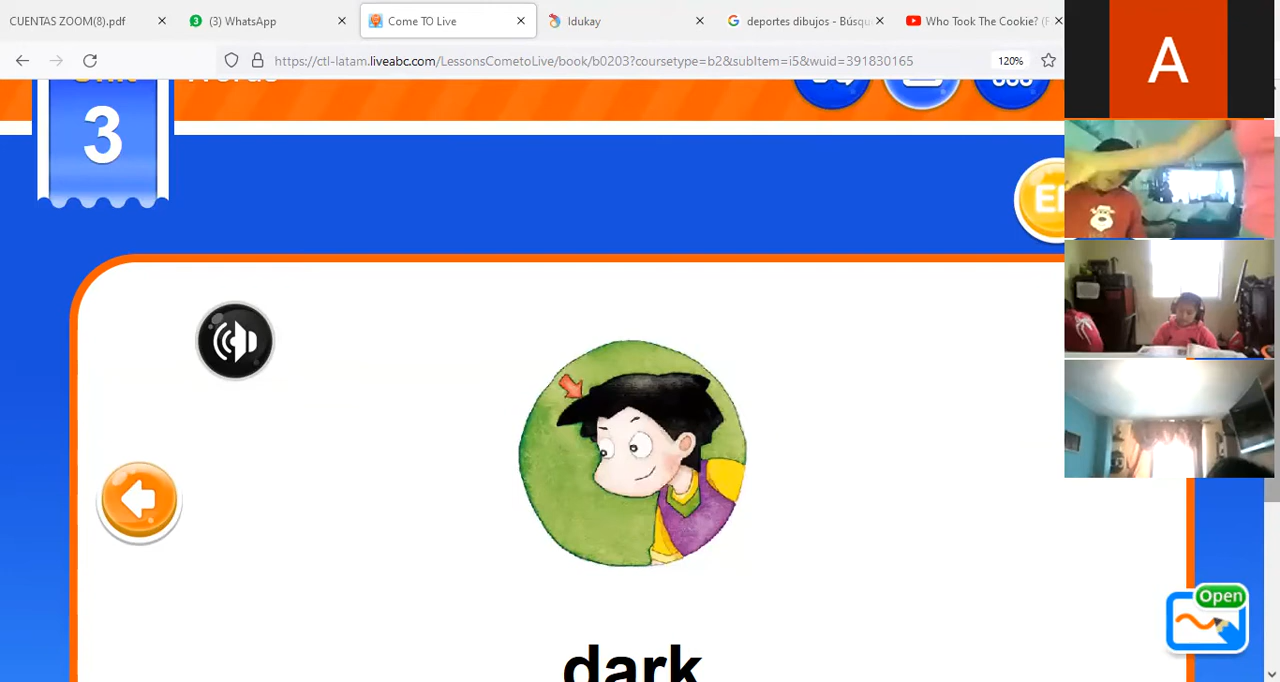 CUENTAS ZOOM(8).pdf
3
(3) WhatsApp
Come TO Live
Idukay
deportes dibujos - Búsqu
Who Took The Cookie? (
https://ctl-latam.liveabc.com/LessonsCometoLive/book/b0203?coursetype=b2&subItem=i5&wuid=391830165
120%
3
A
dark
Open